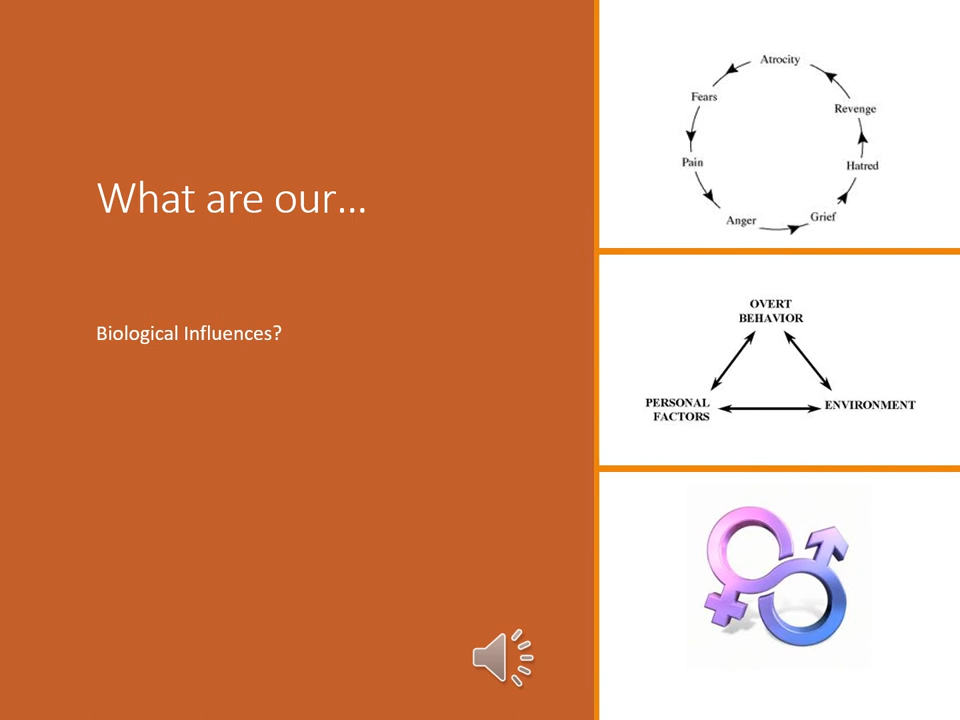 What are our...
Biological Influences?
Atrocity
Fears
Revenge
Pain
Hatred
Anger
Grief
OVERT
BEHAVIOR
PERSONAL
FACTORS
ENVIRONMENT